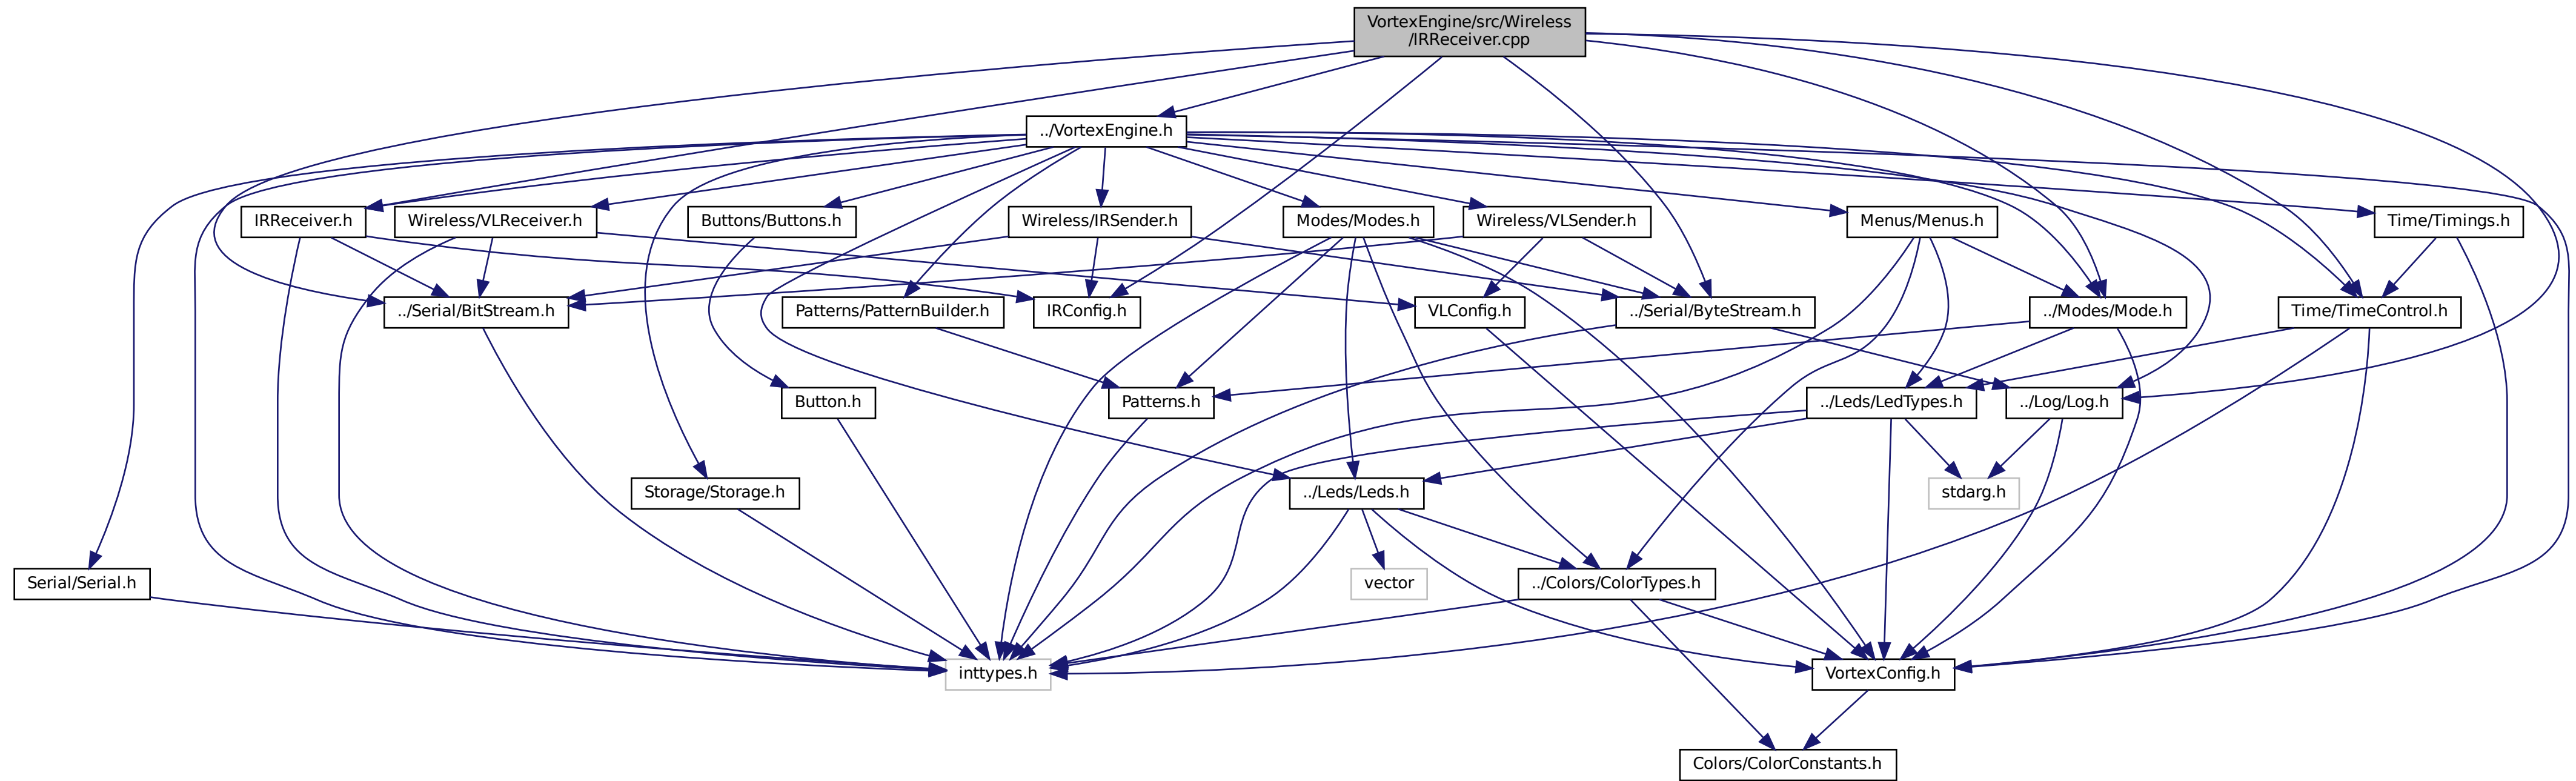 VortexEngine/src/Wireless
/IRReceiver.cpp
../VortexEngine.h
IRReceiver.h
Wireless/VLReceiver.h
Buttons/Buttons.h
Wireless/IRSender.h
Modes/Modes.h
Wireless/VLSender.h
Menus/Menus.h
Time/Timings.h
../Serial/BitStream.h
Patterns/PatternBuilder.h
IRConfig.h
VLConfig.h
../Serial/ByteStream.h
../Modes/Mode.h
Time/TimeControl.h
Button.h
Patterns.h
../Leds/LedTypes.h
../Log/Log.h
Storage/Storage.h
../Leds/Leds.h
stdarg.h
Serial/Serial.h
vector
../Colors/ColorTypes.h
inttypes.h
VortexConfig.h
Colors/ColorConstants.h